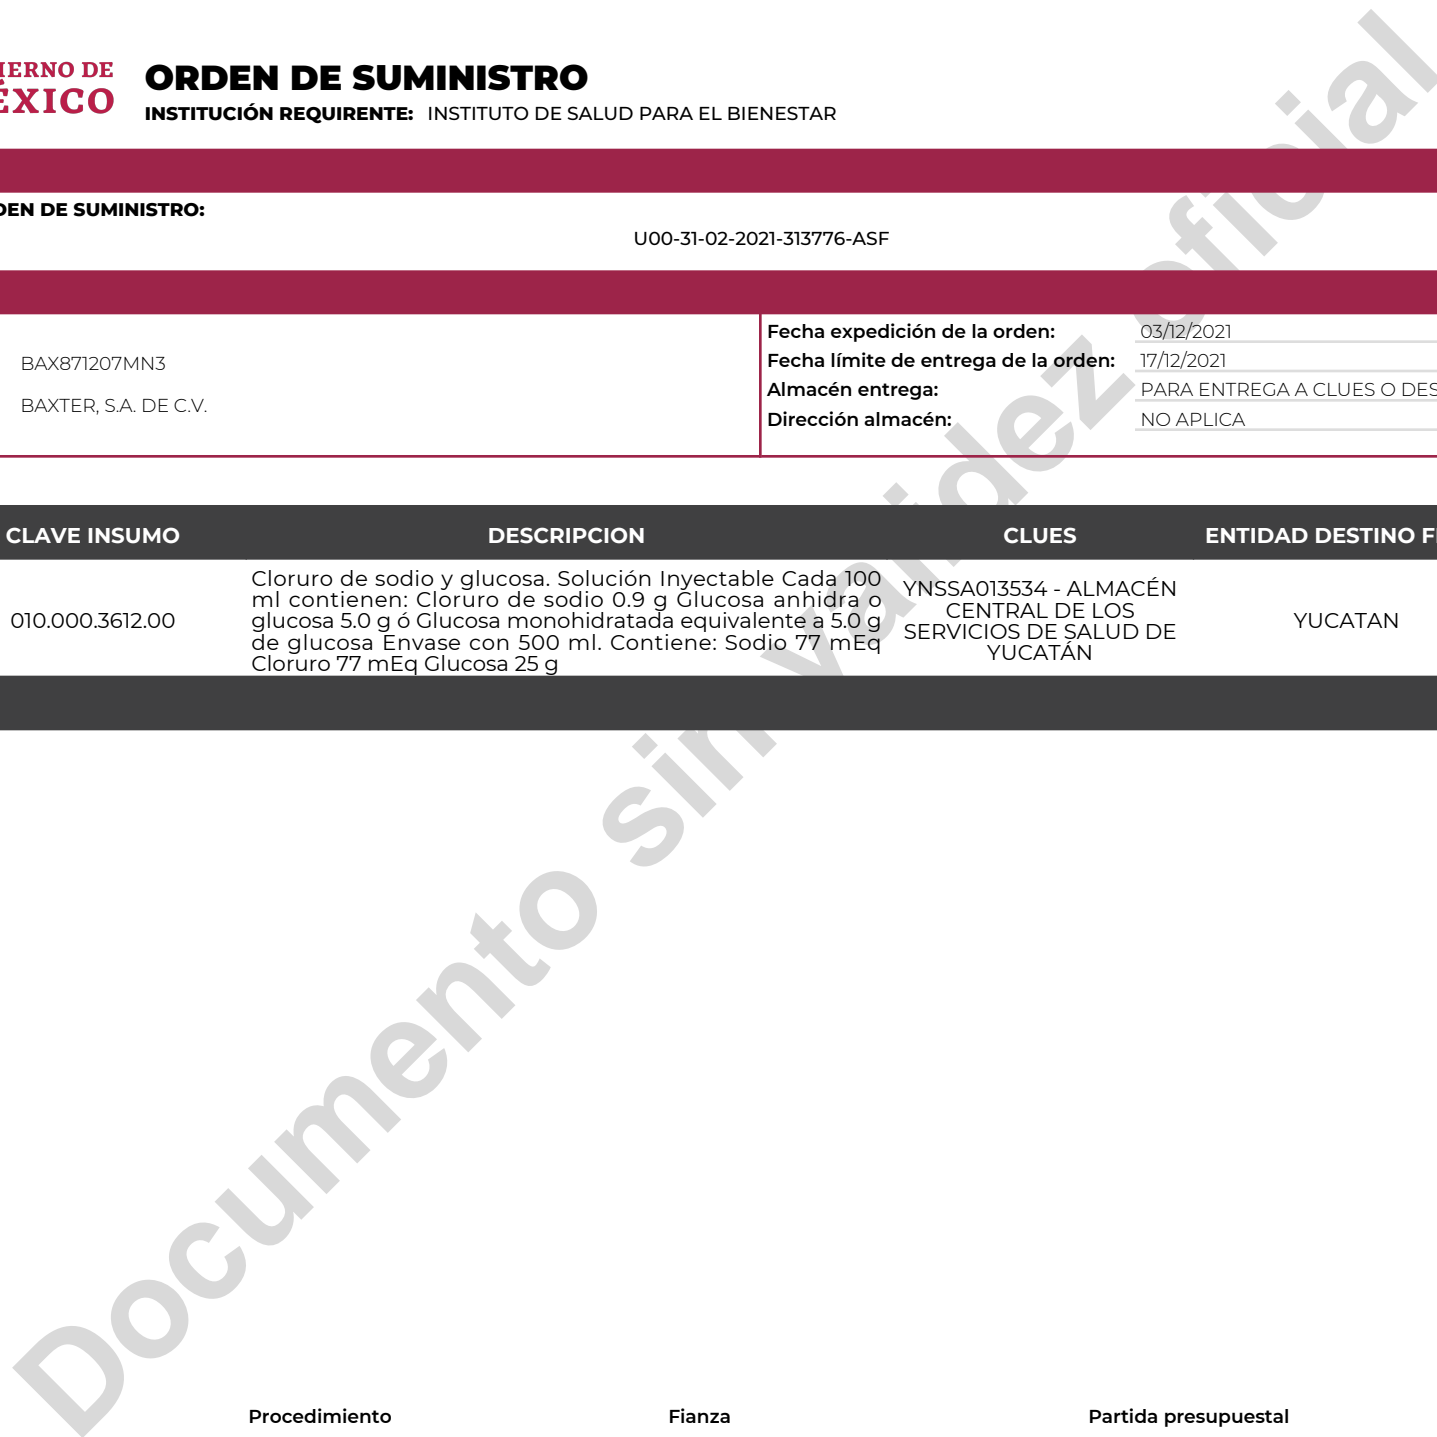 IERNO DE
ÉXICO
ORDEN DE SUMINISTRO
INSTITUCIÓN REQUIRENTE: INSTITUTO DE SALUD PARA EL BIENESTAR
DEN DE SUMINISTRO:
U00-31-02-2021-313776-ASF
BAX871207MN3
BAXTER, S.A. DE C.V.
Fecha expedición de la orden: 03/12/2021
Fecha límite de entrega de la orden: 17/12/2021
Almacén entrega: PARA ENTREGA A CLUES O DES
Dirección almacén: NO APLICA
CLAVE INSUMO DESCRIPCION CLUES ENTIDAD DESTINO F
010.000.3612.00
Cloruro de sodio y glucosa. Solución Inyectable Cada 100
ml contienen: Cloruro de sodio 0.9 g Glucosa anhidra o
glucosa 5.0 g ó Glucosa monohidratada equivalente a 5.0 g
de glucosa Envase con 500 ml. Contiene: Sodio 77 mEq
Cloruro 77 mEq Glucosa 25 g
YNSSA013534 - ALMACÉN
CENTRAL DE LOS
SERVICIOS DE SALUD DE
YUCATÁN
YUCATAN
Documento sin validez oficial
Procedimiento Fianza Partida presupuestal